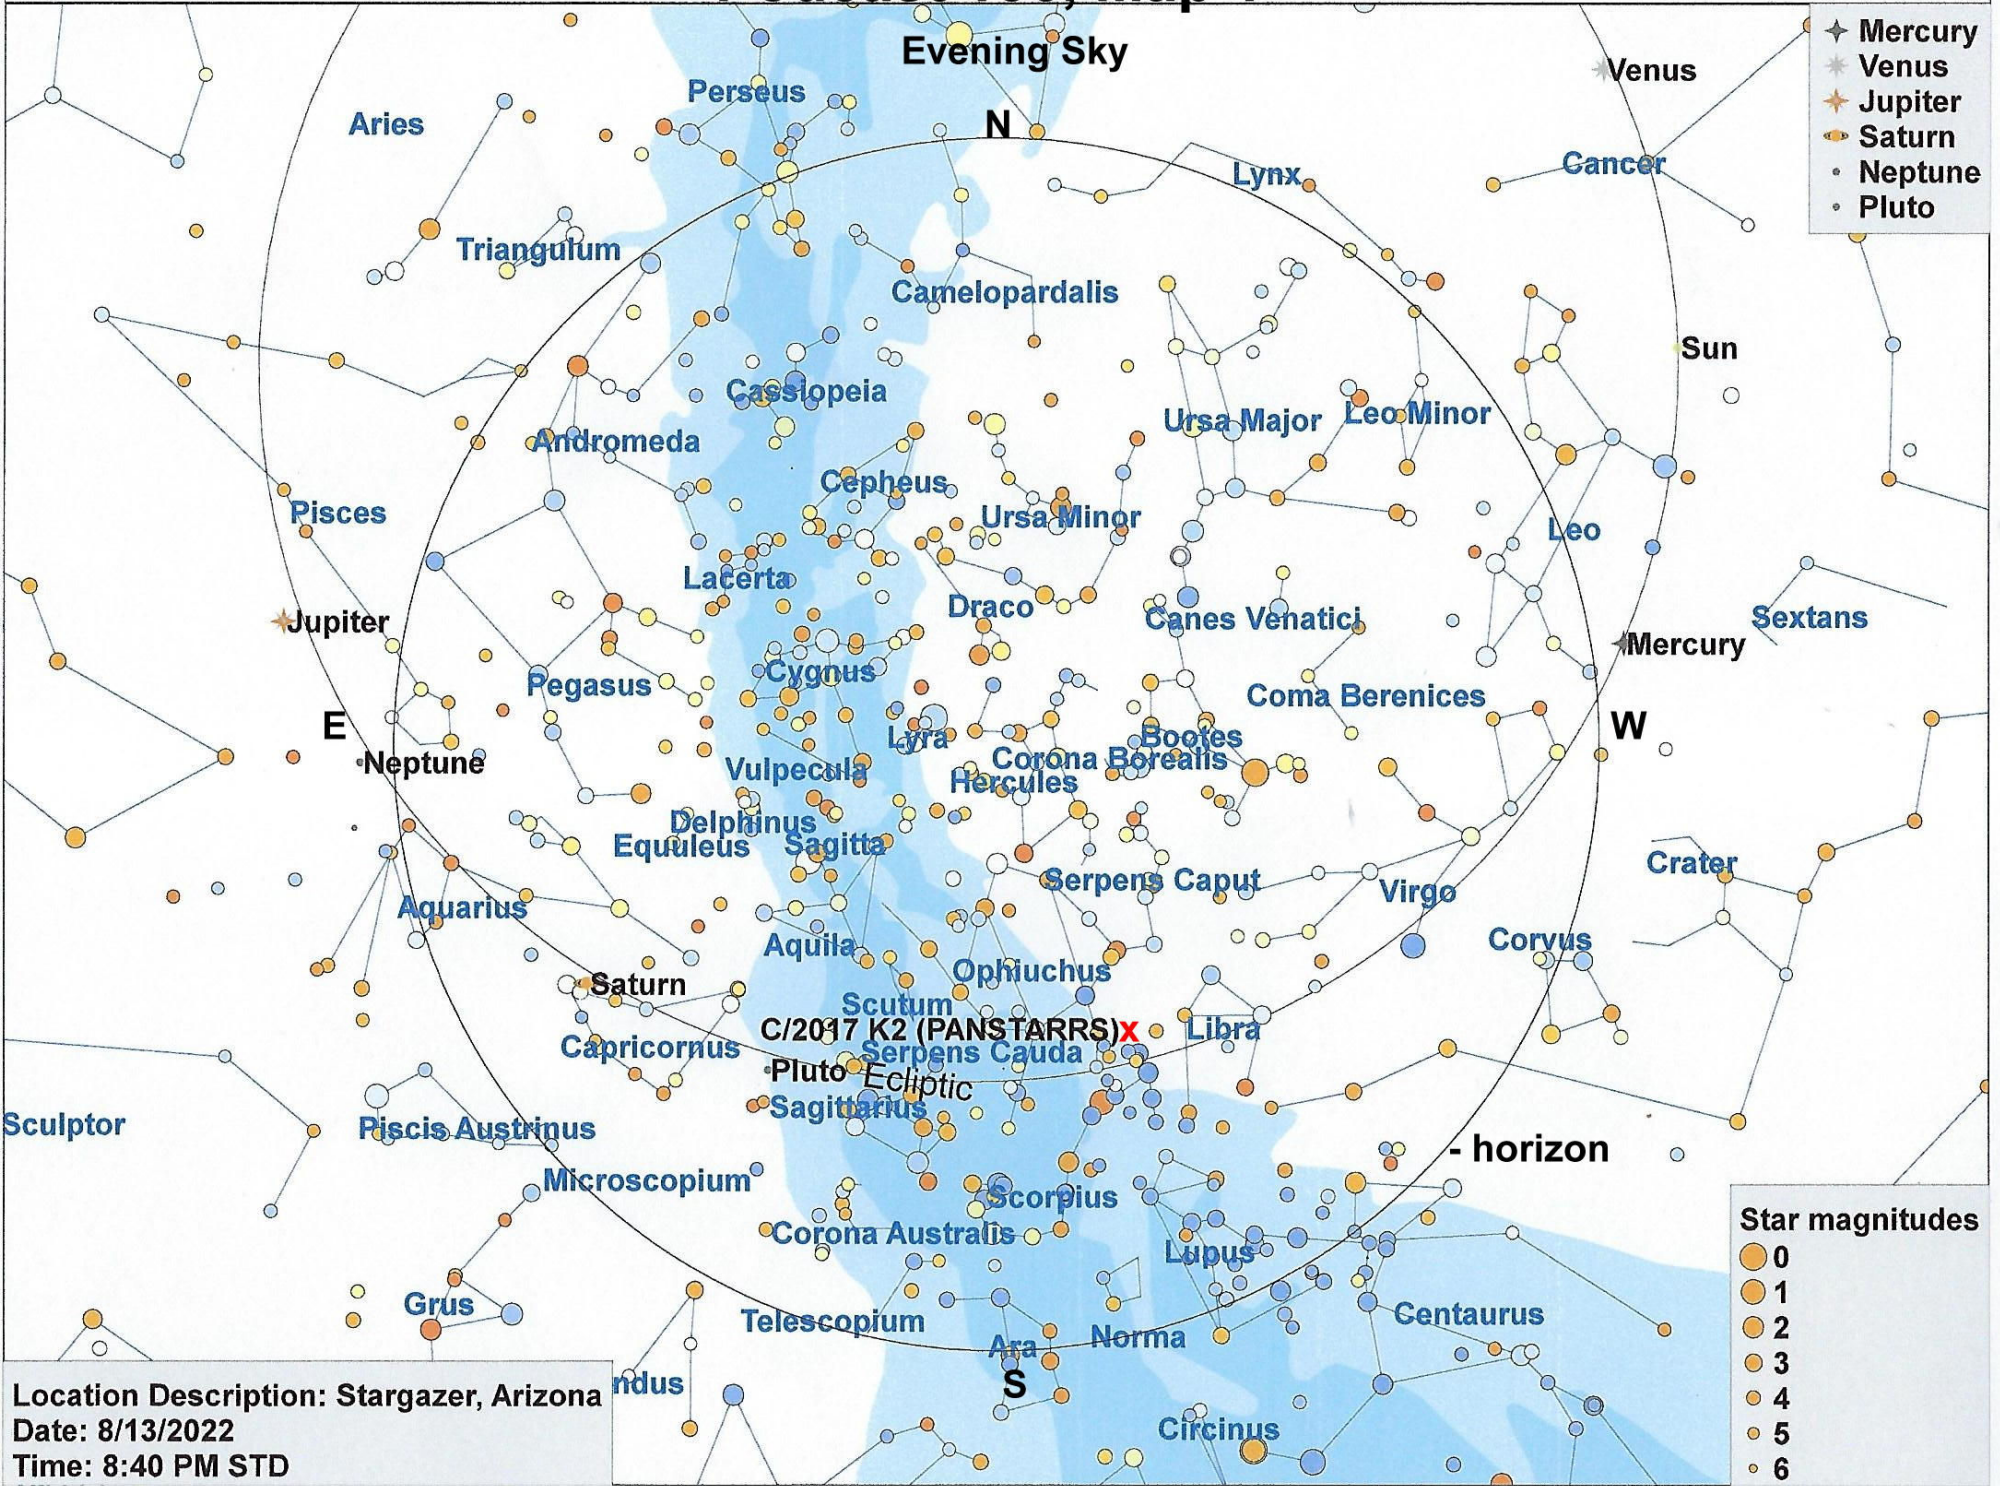 Evening Sky
Mercury
Venus
Jupiter
Saturn
Neptune
Pluto
Venus
Perseus
Aries
N
Cancer
Lynx
Triangulum
Camelopardalis
Sun
Cassiopeia
Ursa Major
Leo Minor
Andromeda
Cepheus
Pisces
Ursa Minor
Leo
Lacerta
Draco
Canes Venatici
Sextans
Jupiter
Mercury
Cygnus
Pegasus
Coma Berenices
E
W
Lyra
Bootes
Neptune
Vulpecula
Corona Borealis
Hercules
Delphinus
Equuleus
Sagitta
Crater
Serpens Caput
Virgo
Aquarius
Aquila
Corvus
Ophiuchus
Saturn
Scutum
C/2017 K2 (PANSTARRS)x
Libra
Capricornus
Serpens Cauda
Pluto
Ecliptic
Sagittarius
Sculptor
Piscis Austrinus
- horizon
Microscopium
Scorpius
Corona Australis
Lupus
Star magnitudes
0
1
2
3
4
5
6
Grus
Telescopium
Centaurus
Ara
Norma
S
ndus
Circinus
Location Description: Stargazer, Arizona
Date: 8/13/2022
Time: 8:40 PM STD